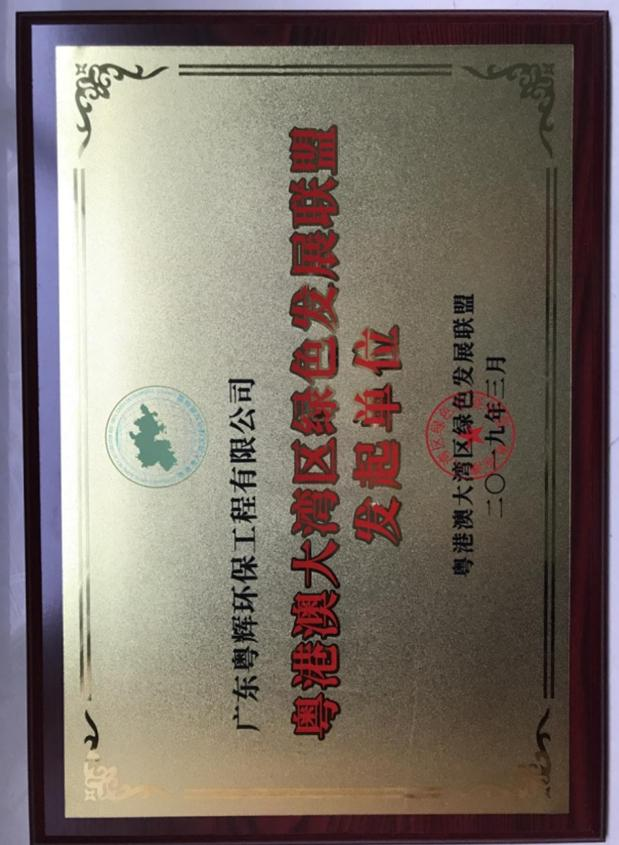 广东粤辉环保工程有限公司
粤港澳大湾区绿色发展联盟
发起单位
粤港澳大湾区绿色发展联盟
二〇一九年三月